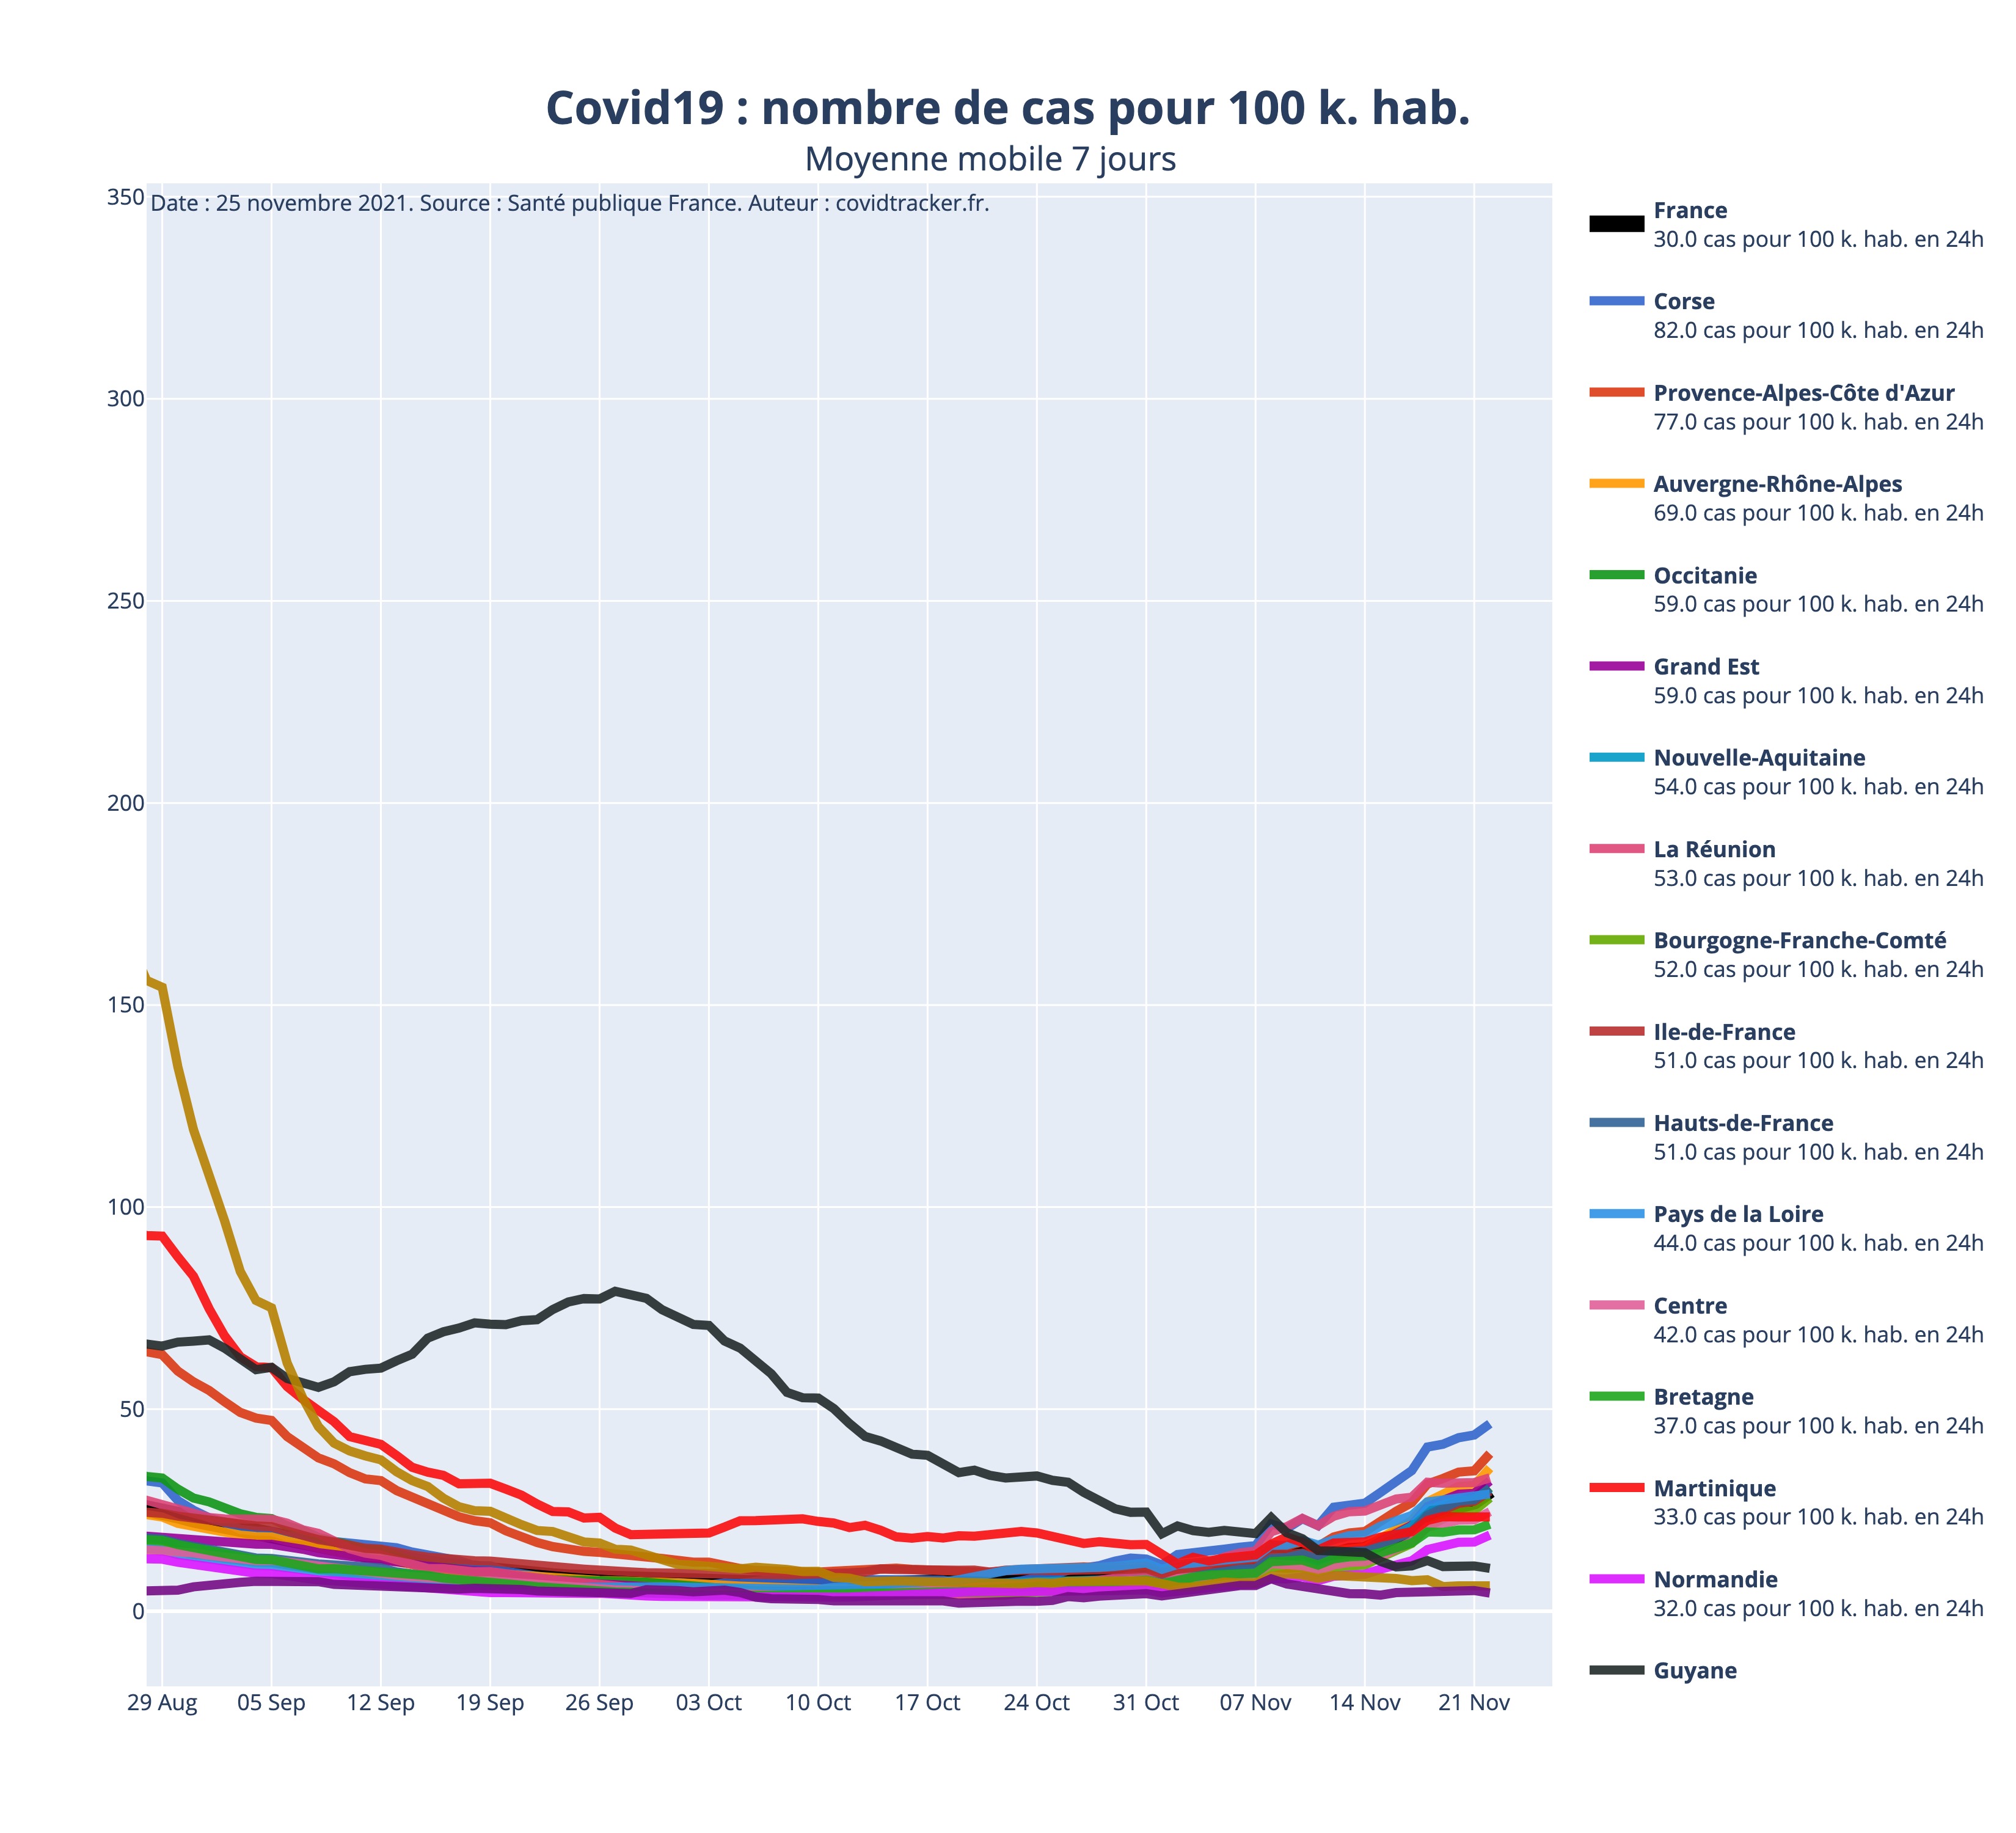 Covid19 : nombre de cas pour 100 k. hab.
Moyenne mobile 7 jours
Date : 25 novembre 2021. Source : Santé publique France. Auteur : covidtracker.fr.
350
300
250
200
150
100
50
0
29 Aug
05 Sep
12 Sep
19 Sep
26 Sep
03 Oct
10 Oct
17 Oct
24 Oct
31 Oct
07 Nov
14 Nov
21 Nov
France
30.0 cas pour 100 k. hab. en 24h
Corse
82.0 cas pour 100 k. hab. en 24h
Provence-Alpes-Côte d'Azur
77.0 cas pour 100 k. hab. en 24h
Auvergne-Rhône-Alpes
69.0 cas pour 100 k. hab. en 24h
Occitanie
59.0 cas pour 100 k. hab. en 24h
Grand Est
59.0 cas pour 100 k. hab. en 24h
Nouvelle-Aquitaine
54.0 cas pour 100 k. hab. en 24h
La Réunion
53.0 cas pour 100 k. hab. en 24h
Bourgogne-Franche-Comté
52.0 cas pour 100 k. hab. en 24h
Ile-de-France
51.0 cas pour 100 k. hab. en 24h
Hauts-de-France
51.0 cas pour 100 k. hab. en 24h
Pays de la Loire
44.0 cas pour 100 k. hab. en 24h
Centre
42.0 cas pour 100 k. hab. en 24h
Bretagne
37.0 cas pour 100 k. hab. en 24h
Martinique
33.0 cas pour 100 k. hab. en 24h
Normandie
32.0 cas pour 100 k. hab. en 24h
Guyane